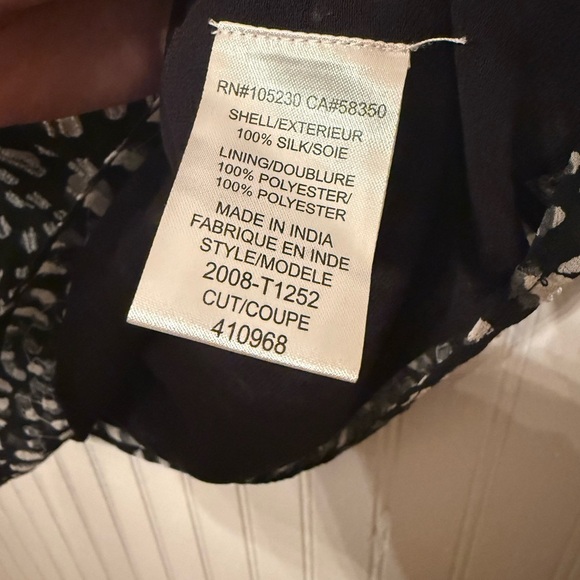 RN#105230 CA#58350
SHELL/EXTERIEUR
100% SILK/SOIE
LINING/DOUBLURE
100% POLYESTER/
100% POLYESTER
MADE IN INDIA
FABRIQUE EN INDE
STYLE/MODELE
2008-T1252
CUT/COUPE
410968